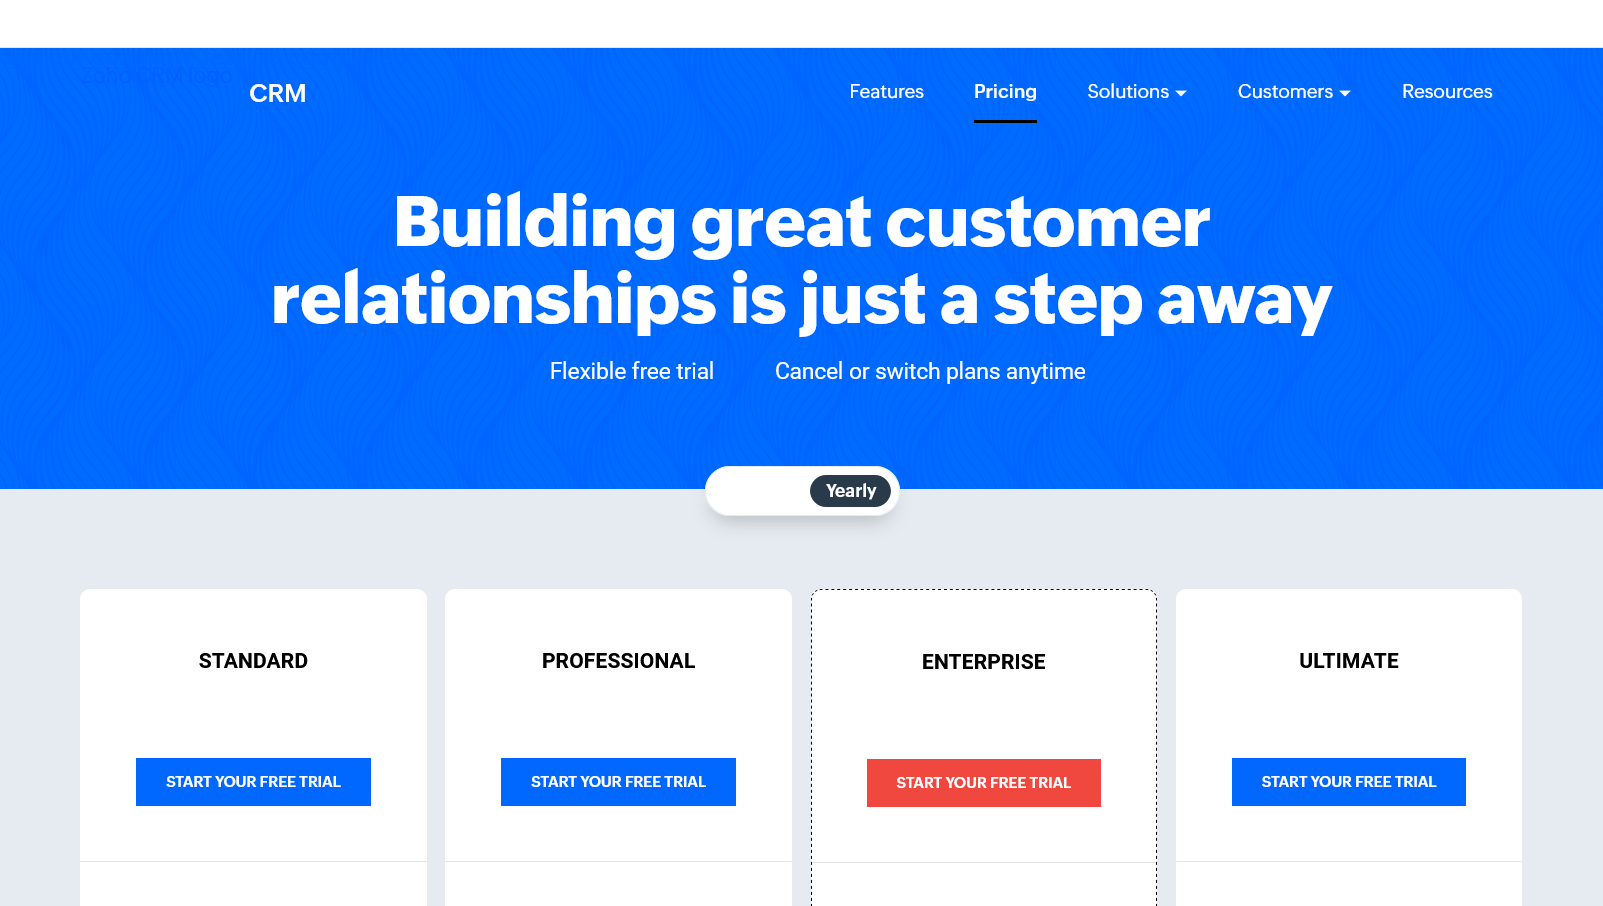 Zoho CRM logo
CRM
Features
Pricing
Solutions
Customers
Resources
Building great customer
relationships is just a step away
Flexible free trial
Cancel or switch plans anytime
Yearly
STANDARD
PROFESSIONAL
ENTERPRISE
ULTIMATE
START YOUR FREE TRIAL
START YOUR FREE TRIAL
START YOUR FREE TRIAL
START YOUR FREE TRIAL